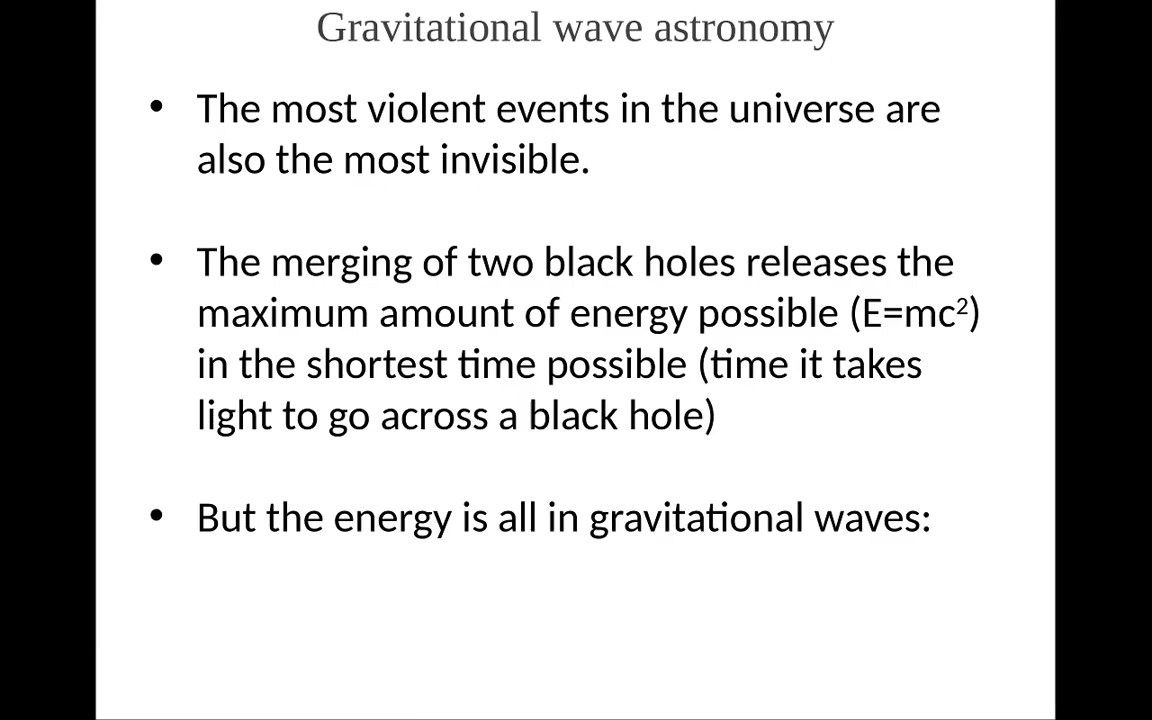 Gravitational wave astronomy
• The most violent events in the universe are
also the most invisible.
• The merging of two black holes releases the
maximum amount of energy possible (E=mc²)
in the shortest time possible (time it takes
light to go across a black hole)
• But the energy is all in gravitational waves: